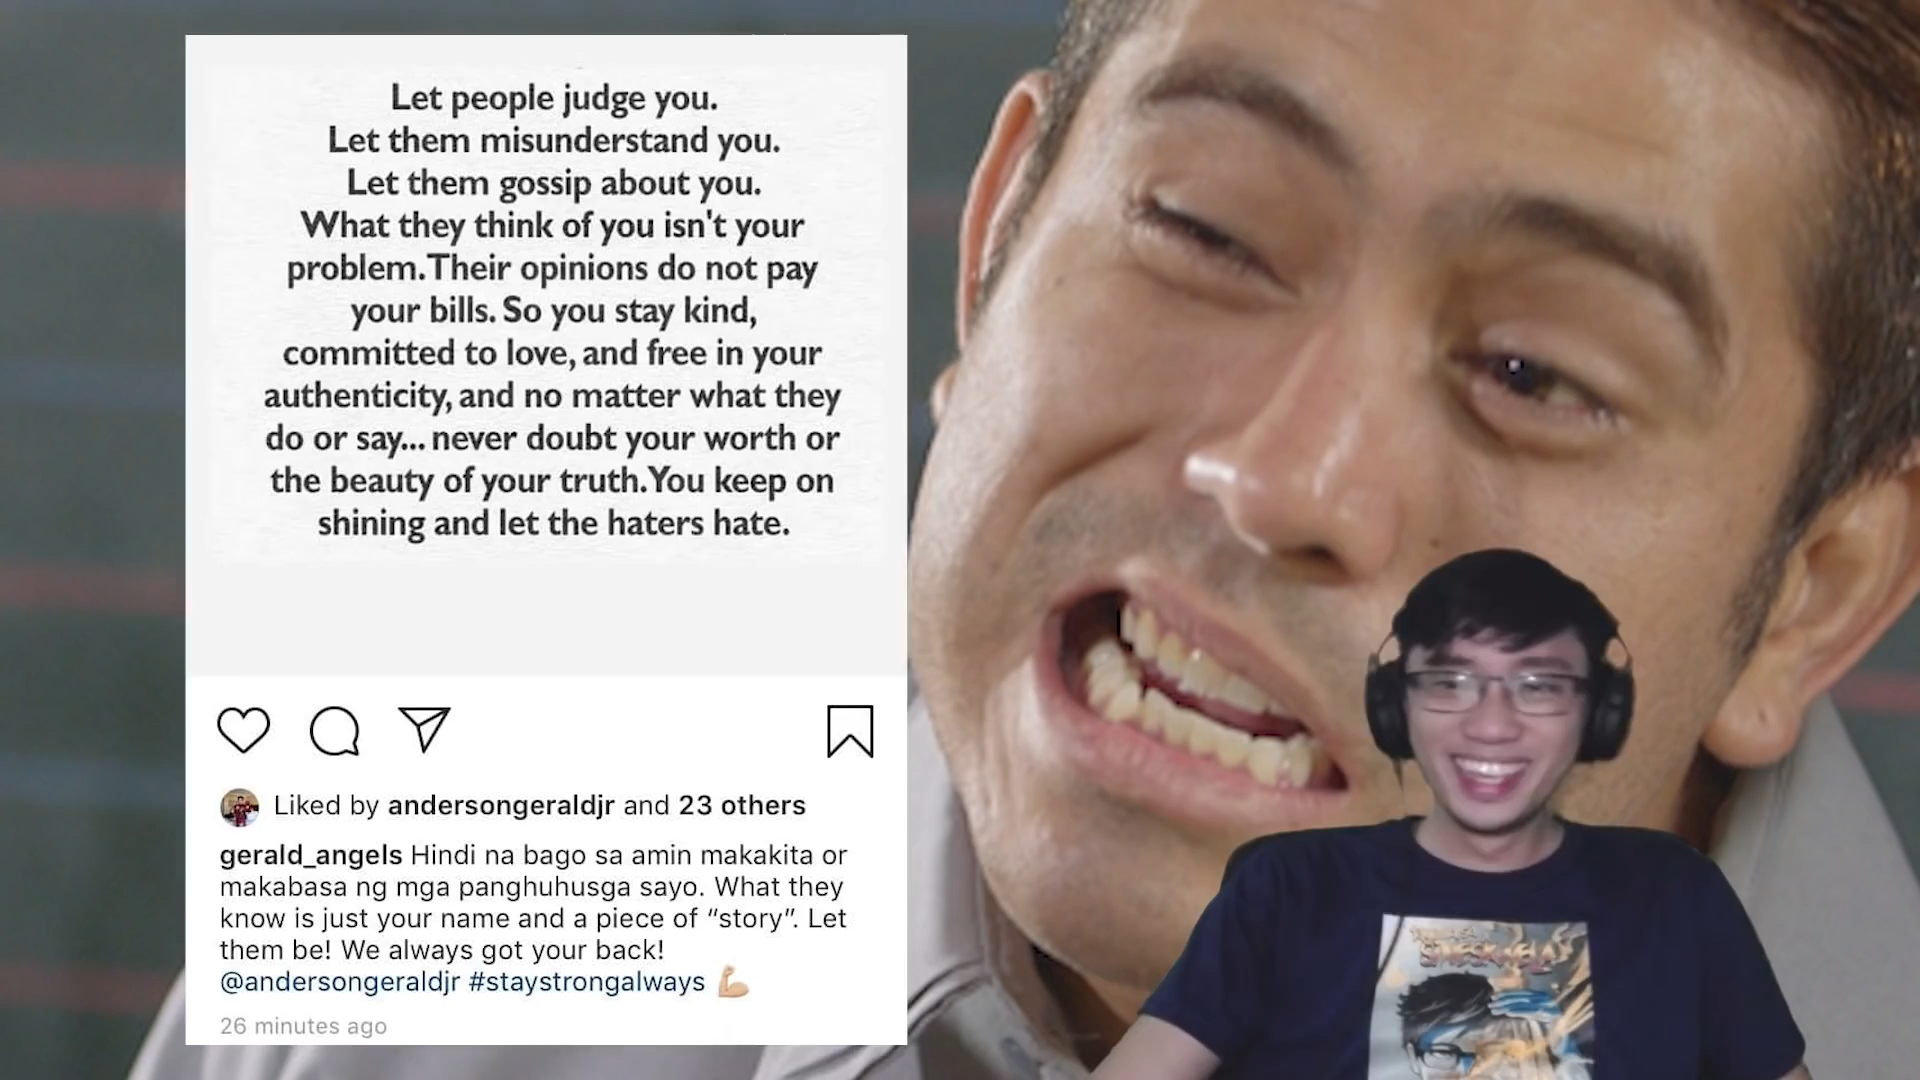 Let people judge you.
Let them misunderstand you.
Let them gossip about you.
What they think of you isn't your
problem.Their opinions do not pay
your bills. So you stay kind,
committed to love, and free in your
authenticity, and no matter what they
do or say... never doubt your worth or
the beauty of your truth.You keep on
shining and let the haters hate.
Liked by andersongeraldjr and 23 others
gerald_angels Hindi na bago sa amin makakita or
makabasa ng mga panghuhusga sayo. What they
know is just your name and a piece of “story”. Let
them be! We always got your back!
@andersongeraldjr #staystrongalways 💪🏼
26 minutes ago